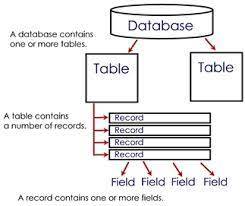 Database
A database contains
one or more tables.
Table
Table
A table contains
a number of records.
Record
Record
Record
Record
Field Field Field Field
A record contains one or more fields.